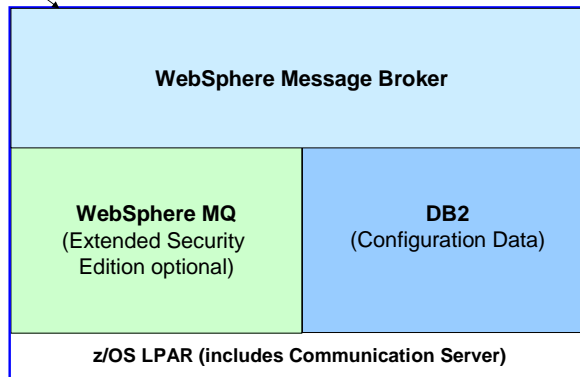 WebSphere Message Broker
WebSphere MQ
(Extended Security
Edition optional)
DB2
(Configuration Data)
z/OS LPAR (includes Communication Server)